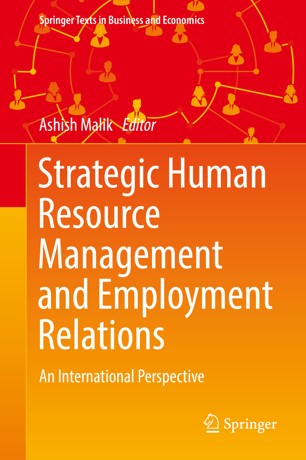 Springer Texts in Business and Economics
Ashish Malik Editor
Strategic Human
Resource
Management
and Employment
Relations
An International Perspective
Springer